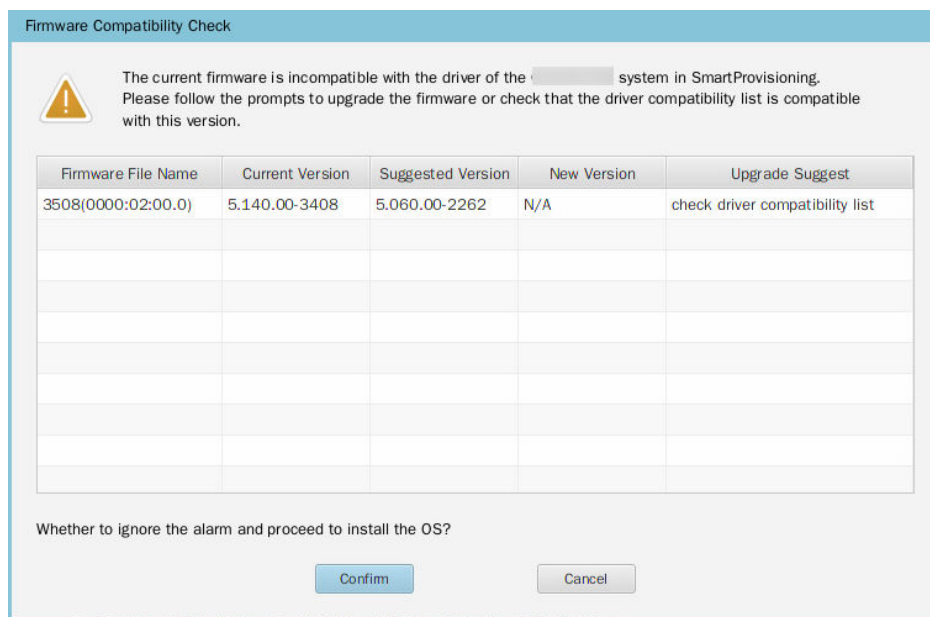 Firmware Compatibility Check
The current firmware is incompatible with the driver of the system in SmartProvisioning.
Please follow the prompts to upgrade the firmware or check that the driver compatibility list is compatible
with this version.
Firmware File Name Current Version Suggested Version New Version Upgrade Suggest
3508(0000:02:00.0) 5.140.00-3408 5.060.00-2262 N/A check driver compatibility list
Whether to ignore the alarm and proceed to install the OS?
Confirm Cancel